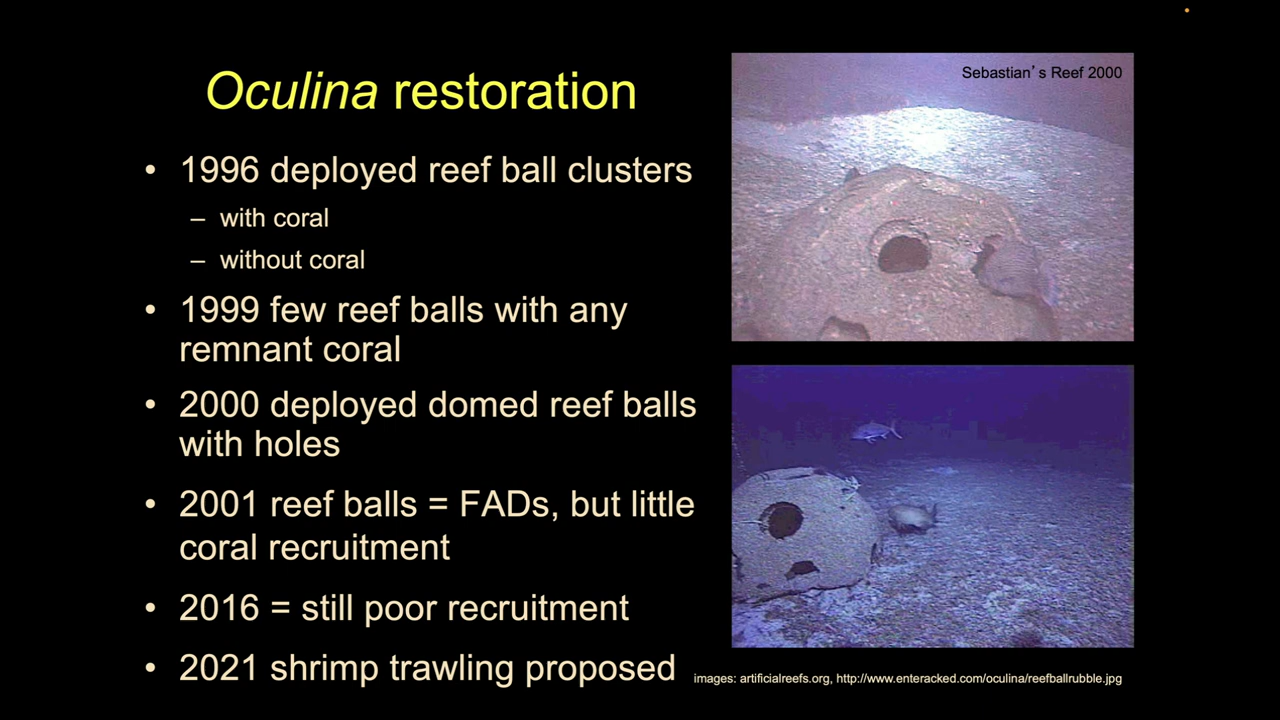 Oculina restoration
• 1996 deployed reef ball clusters
– with coral
– without coral
• 1999 few reef balls with any
remnant coral
• 2000 deployed domed reef balls
with holes
• 2001 reef balls = FADs, but little
coral recruitment
• 2016 = still poor recruitment
• 2021 shrimp trawling proposed
Sebastian’s Reef 2000
images: artificialreefs.org, http://www.enteracked.com/oculina/reefballrubble.jpg